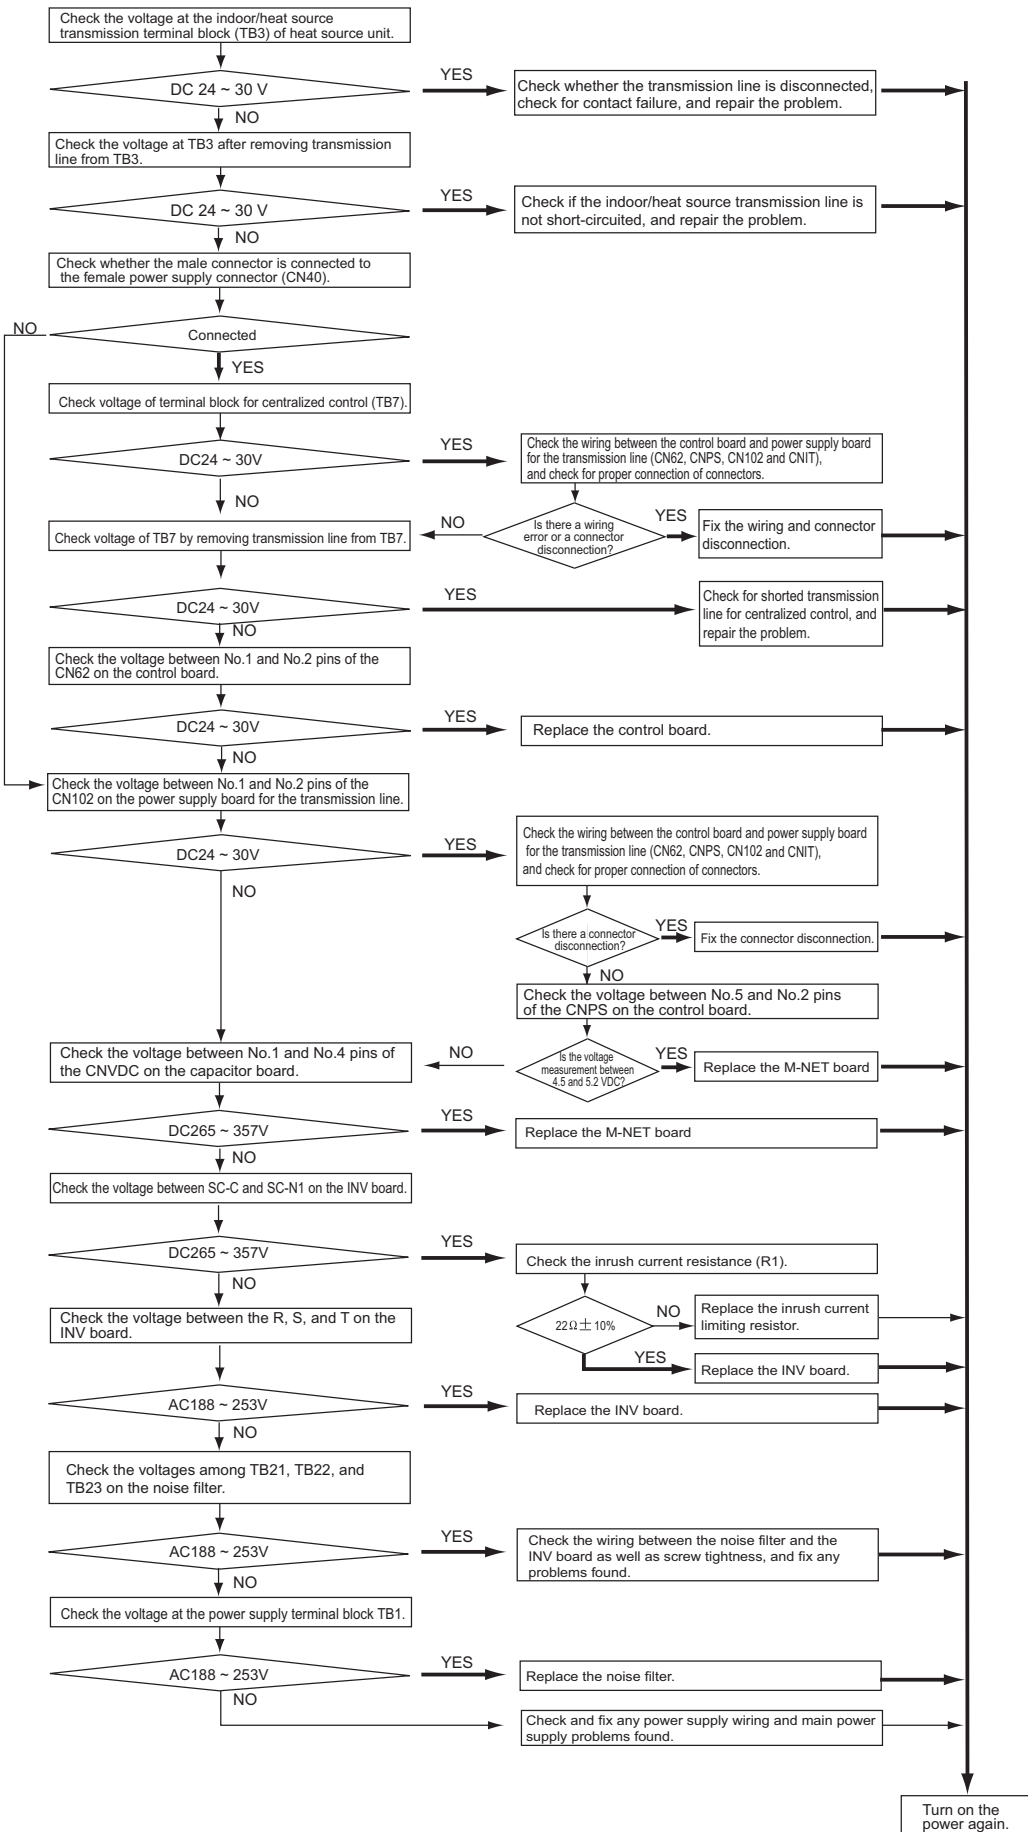 Check the voltage at the indoor/heat source
transmission terminal block (TB3) of heat source unit.
DC 24 ~ 30 V
YES
Check whether the transmission line is disconnected,
check for contact failure, and repair the problem.
NO
Check the voltage at TB3 after removing transmission
line from TB3.
DC 24 ~ 30 V
YES
Check if the indoor/heat source transmission line is
not short-circuited, and repair the problem.
NO
Check whether the male connector is connected to
the female power supply connector (CN40).
NO
Connected
YES
Check voltage of terminal block for centralized control (TB7).
DC24 ~ 30V
YES
Check the wiring between the control board and power supply board
for the transmission line (CN62, CNPS, CN102 and CNIT),
and check for proper connection of connectors.
NO
Is there a wiring
error or a connector
disconnection?
YES
Fix the wiring and connector
disconnection.
NO
Check voltage of TB7 by removing transmission line from TB7.
DC24 ~ 30V
YES
Check for shorted transmission
line for centralized control, and
repair the problem.
NO
Check the voltage between No.1 and No.2 pins of the
CN62 on the control board.
DC24 ~ 30V
YES
Replace the control board.
NO
Check the voltage between No.1 and No.2 pins of the
CN102 on the power supply board for the transmission line.
DC24 ~ 30V
YES
Check the wiring between the control board and power supply board
for the transmission line (CN62, CNPS, CN102 and CNIT),
and check for proper connection of connectors.
NO
Is there a connector
disconnection?
YES
Fix the connector disconnection.
NO
Check the voltage between No.5 and No.2 pins
of the CNPS on the control board.
Check the voltage between No.1 and No.4 pins of
the CNVDC on the capacitor board.
NO
Is the voltage
measurement between
4.5 and 5.2 VDC?
YES
Replace the M-NET board
DC265 ~ 357V
YES
Replace the M-NET board
NO
Check the voltage between SC-C and SC-N1 on the INV board.
DC265 ~ 357V
YES
Check the inrush current resistance (R1).
NO
Check the voltage between the R, S, and T on the
INV board.
22Ω ± 10%
NO
Replace the inrush current
limiting resistor.
YES
Replace the INV board.
AC188 ~ 253V
YES
Replace the INV board.
NO
Check the voltages among TB21, TB22, and
TB23 on the noise filter.
AC188 ~ 253V
YES
Check the wiring between the noise filter and the
INV board as well as screw tightness, and fix any
problems found.
NO
Check the voltage at the power supply terminal block TB1.
AC188 ~ 253V
YES
Replace the noise filter.
NO
Check and fix any power supply wiring and main power
supply problems found.
Turn on the
power again.